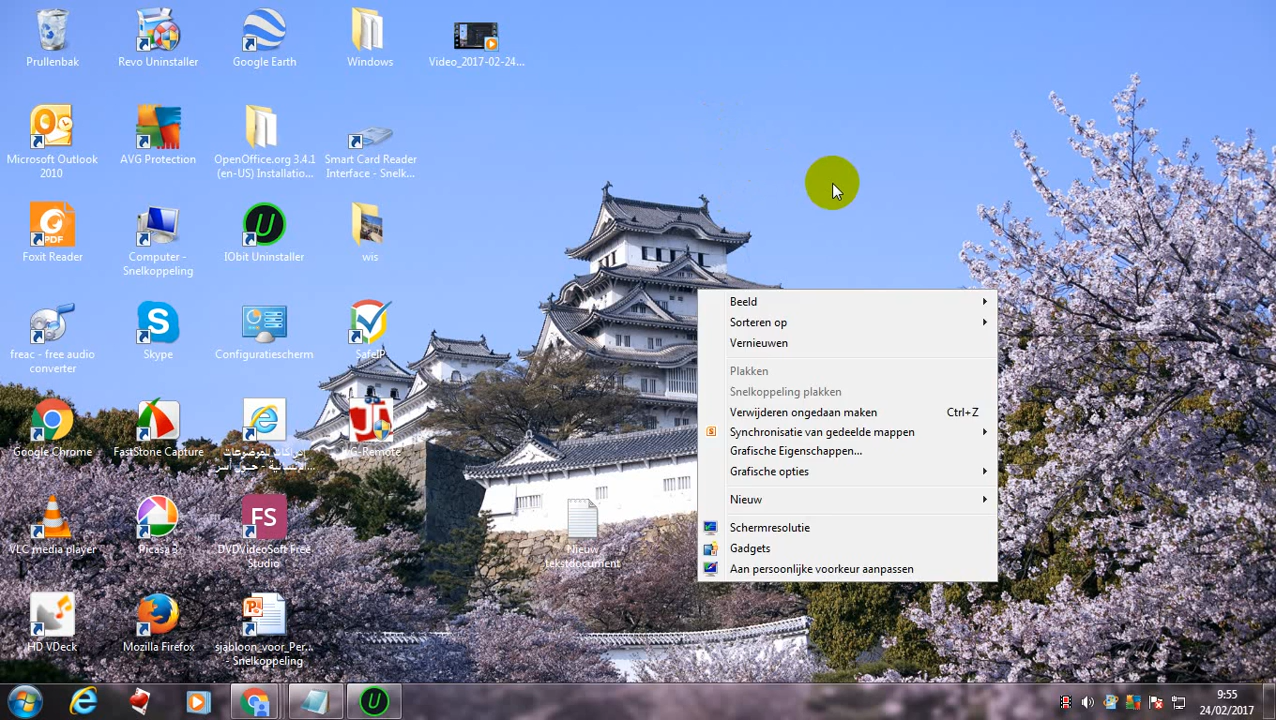 Prullenbak
Revo Uninstaller
Google Earth
Windows
Video_2017-02-24...
Microsoft Outlook
2010
AVG Protection
OpenOffice.org 3.4.1
(en-US) Installatio...
Smart Card Reader
Interface - Snelk...
PDF
Foxit Reader
Computer -
Snelkoppeling
IObit Uninstaller
wis
freac - free audio
converter
Skype
Configuratiescherm
SafeIP
Google Chrome
FastStone Capture
VLC media player
Picasa 3
FS
DVDVideoSoft Free
Studio
Nieuw
tekstdocument
HD VDeck
Mozilla Firefox
sjabloon_voor_Per...
- Snelkoppeling
Beeld
Sorteren op
Vernieuwen
Plakken
Snelkoppeling plakken
Verwijderen ongedaan maken Ctrl+Z
Synchronisatie van gedeelde mappen
Grafische Eigenschappen...
Grafische opties
Nieuw
Schermresolutie
Gadgets
Aan persoonlijke voorkeur aanpassen
9:55
24/02/2017